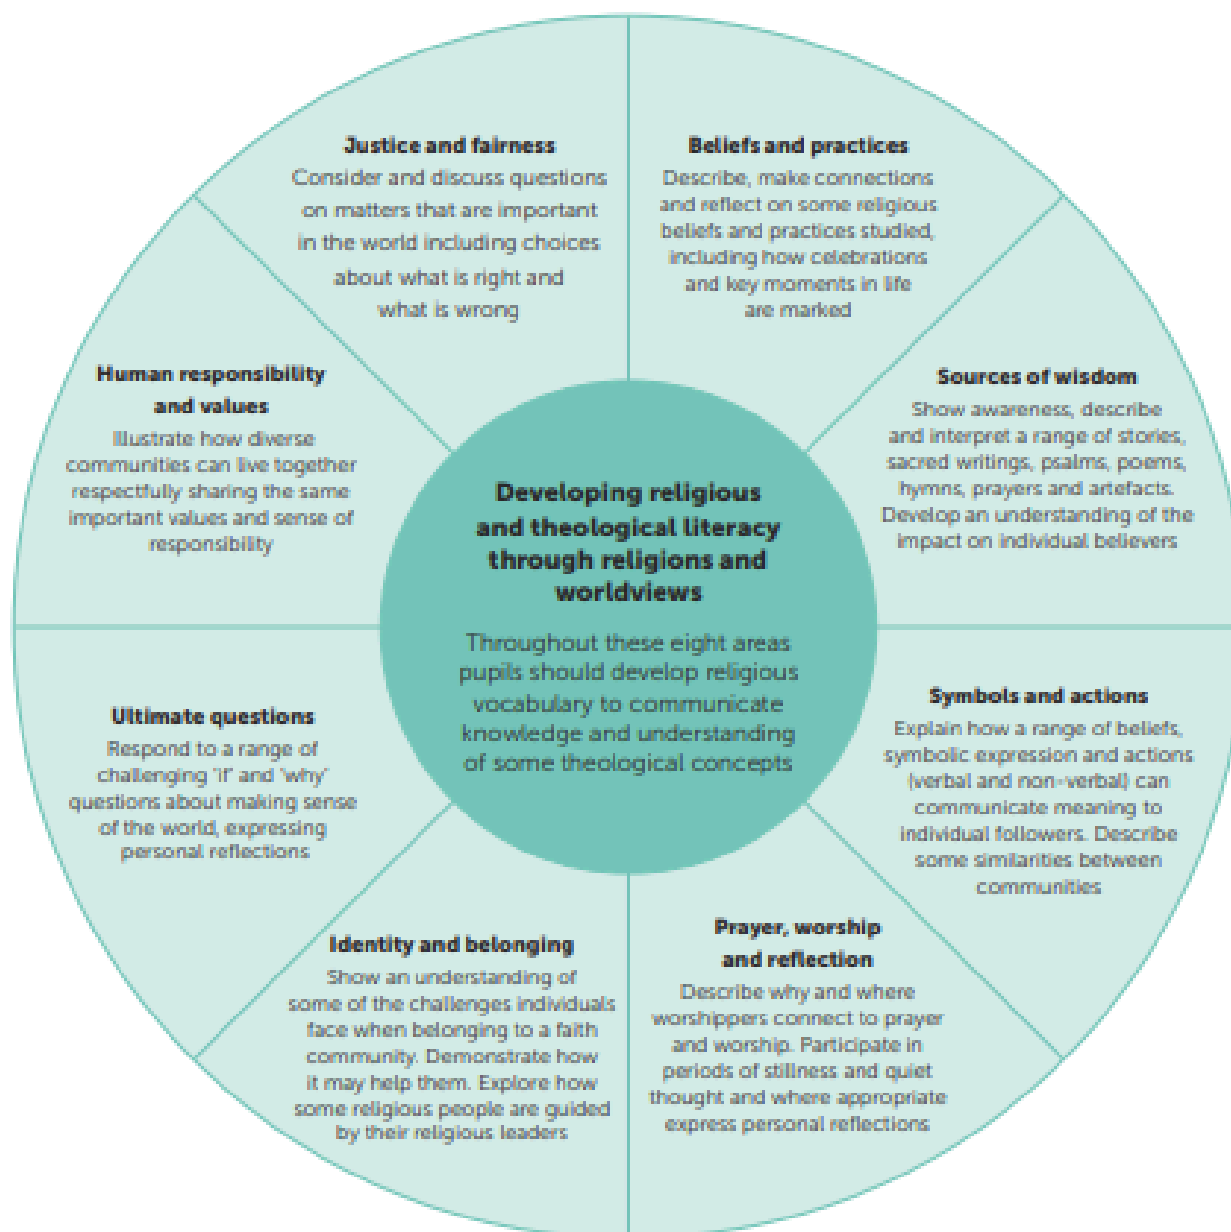 Justice and fairness
Consider and discuss questions
on matters that are important
in the world including choices
about what is right and
what is wrong
Beliefs and practices
Describe, make connections
and reflect on some religious
beliefs and practices studied,
including how celebrations
and key moments in life
are marked
Sources of wisdom
Show awareness, describe
and interpret a range of stories,
sacred writings, psalms, poems,
hymns, prayers and artefacts.
Develop an understanding of the
impact on individual believers
Symbols and actions
Explain how a range of beliefs,
symbolic expression and actions
(verbal and non-verbal) can
communicate meaning to
individual followers. Describe
some similarities between
communities
Prayer, worship
and reflection
Describe why and where
worshippers connect to prayer
and worship. Participate in
periods of stillness and quiet
thought and where appropriate
express personal reflections
Identity and belonging
Show an understanding of
some of the challenges individuals
face when belonging to a faith
community. Demonstrate how
it may help them. Explore how
some religious people are guided
by their religious leaders
Ultimate questions
Respond to a range of
challenging 'if' and 'why'
questions about making sense
of the world, expressing
personal reflections
Human responsibility
and values
Illustrate how diverse
communities can live together
respectfully sharing the same
important values and sense of
responsibility
Developing religious
and theological literacy
through religions and
worldviews
Throughout these eight areas
pupils should develop religious
vocabulary to communicate
knowledge and understanding
of some theological concepts